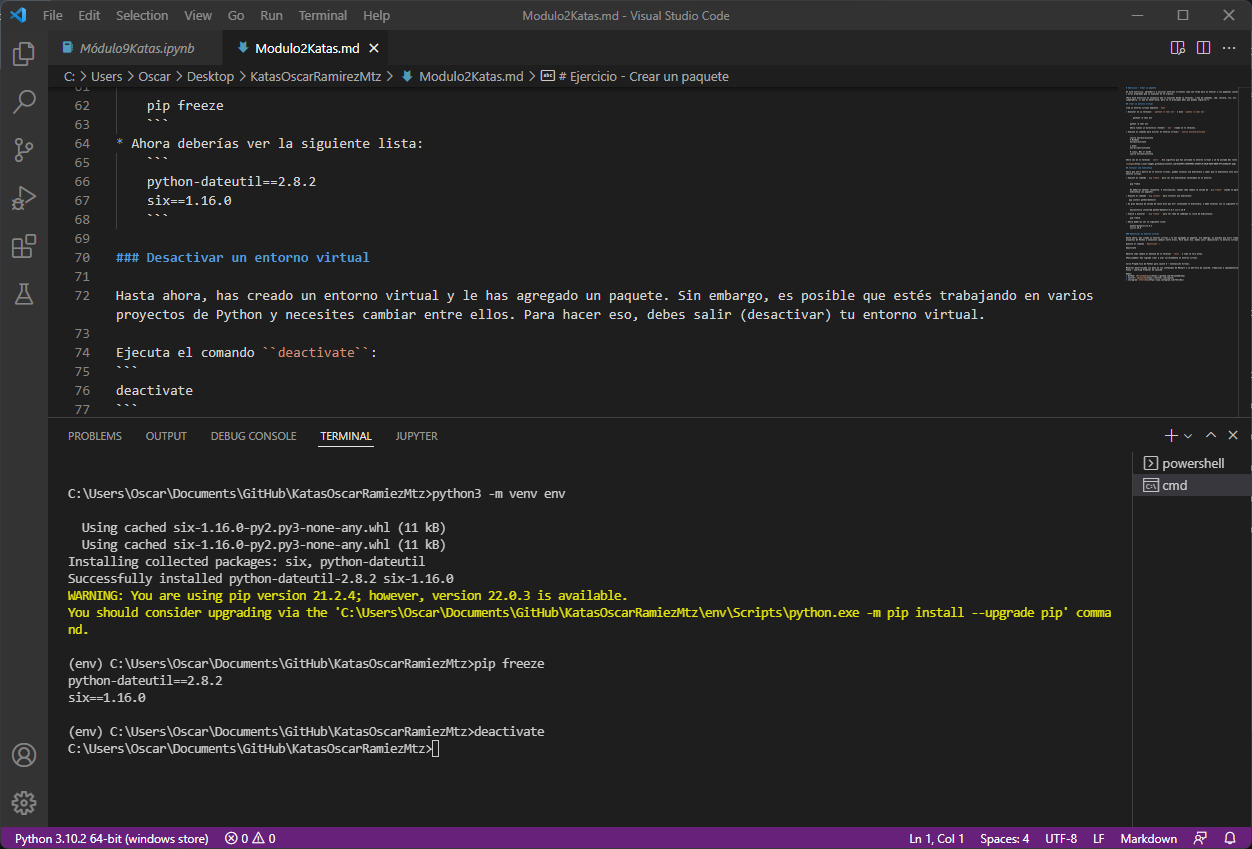 File Edit Selection View Go Run Terminal Help Modulo2Katas.md - Visual Studio Code
Módulo9Katas.ipynb Modulo2Katas.md
C: > Users > Oscar > Desktop > KatasOscarRamirezMtz > Modulo2Katas.md > # Ejercicio - Crear un paquete
61
62 pip freeze
63 ```
64 * Ahora deberías ver la siguiente lista:
65 ```
66 python-dateutil==2.8.2
67 six==1.16.0
68 ```
69
70 ### Desactivar un entorno virtual
71
72 Hasta ahora, has creado un entorno virtual y le has agregado un paquete. Sin embargo, es posible que estés trabajando en varios
proyectos de Python y necesites cambiar entre ellos. Para hacer eso, debes salir (desactivar) tu entorno virtual.
73
74 Ejecuta el comando ``deactivate``:
75 ```
76 deactivate
77 ```
PROBLEMS OUTPUT DEBUG CONSOLE TERMINAL JUPYTER
powershell
cmd
C:\Users\Oscar\Documents\GitHub\KatasOscarRamiezMtz>python3 -m venv env
Using cached six-1.16.0-py2.py3-none-any.whl (11 kB)
Using cached six-1.16.0-py2.py3-none-any.whl (11 kB)
Installing collected packages: six, python-dateutil
Successfully installed python-dateutil-2.8.2 six-1.16.0
WARNING: You are using pip version 21.2.4; however, version 22.0.3 is available.
You should consider upgrading via the 'C:\Users\Oscar\Documents\GitHub\KatasOscarRamiezMtz\env\Scripts\python.exe -m pip install --upgrade pip' comma
nd.
(env) C:\Users\Oscar\Documents\GitHub\KatasOscarRamiezMtz>pip freeze
python-dateutil==2.8.2
six==1.16.0
(env) C:\Users\Oscar\Documents\GitHub\KatasOscarRamiezMtz>deactivate
C:\Users\Oscar\Documents\GitHub\KatasOscarRamiezMtz>
Python 3.10.2 64-bit (windows store) 0 0 Ln 1, Col 1 Spaces: 4 UTF-8 LF Markdown